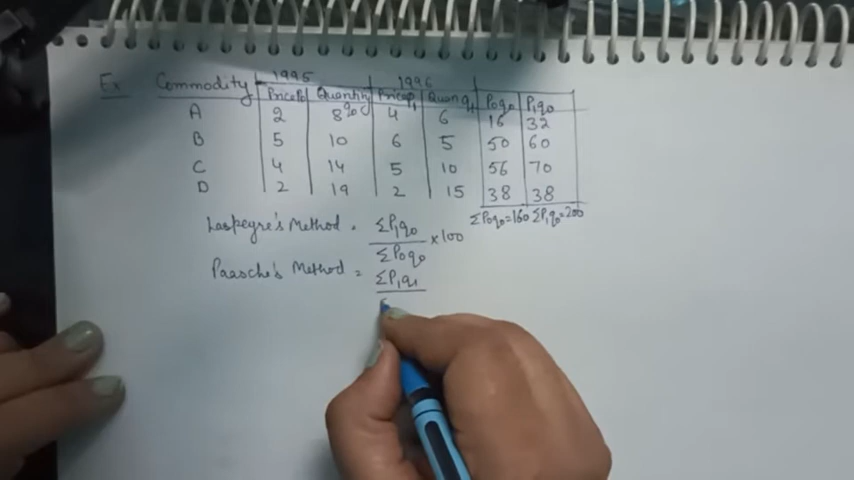 Ex Commodity 1995 1996
Price P0 Quantity q0 Price P1 Quan q1 P0q0 P1q0
A 2 8 4 6 16 32
B 5 10 6 5 50 60
C 4 14 5 10 56 70
D 2 19 2 15 38 38
ΣP0q0=160 ΣP1q0=200
Laspeyre's Method = ΣP1q0 / ΣP0q0 ×100
Paasche's Method = ΣP1q1